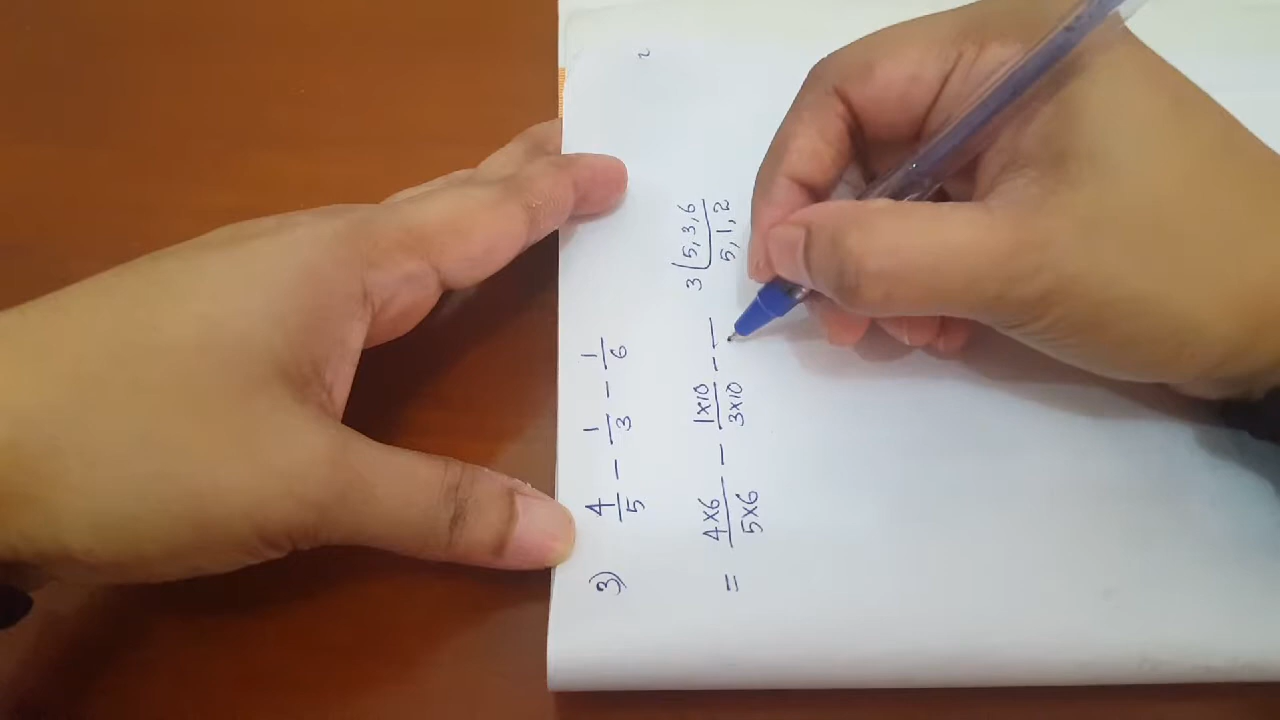 3) 4/5 - 1/3 - 1/6
= 4×6/5×6 - 1×10/3×10 - —
3 | 5, 3, 6
5, 1, 2